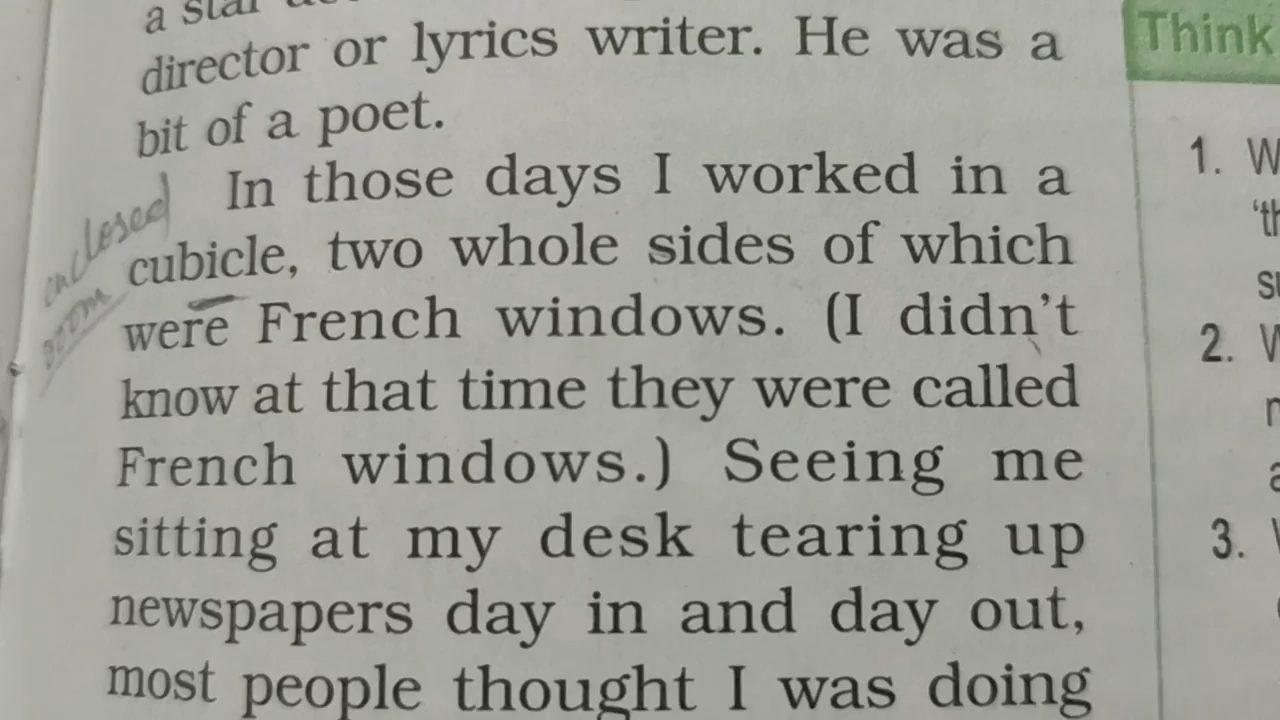 a
director or lyrics writer. He was a
bit of a poet.
In those days I worked in a
cubicle, two whole sides of which
were French windows. (I didn't
know at that time they were called
French windows.) Seeing me
sitting at my desk tearing up
newspapers day in and day out,
most people thought I was doing
enclosed
room
Think
1.
2.
3.